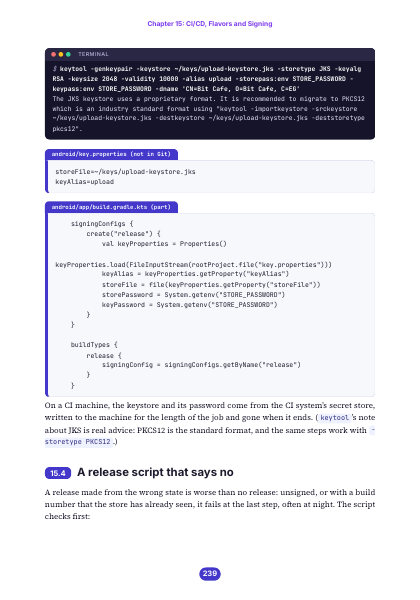 Chapter 15: CI/CD, Flavors and Signing
TERMINAL
$ keytool -genkeypair -keystore ~/keys/upload-keystore.jks -storetype JKS -keyalg
RSA -keysize 2048 -validity 10000 -alias upload -storepass:env STORE_PASSWORD -
keypass:env STORE_PASSWORD -dname 'CN=Bit Cafe, O=Bit Cafe, C=EG'
The JKS keystore uses a proprietary format. It is recommended to migrate to PKCS12
which is an industry standard format using "keytool -importkeystore -srckeystore
~/keys/upload-keystore.jks -destkeystore ~/keys/upload-keystore.jks -deststoretype
pkcs12".
android/key.properties (not in Git)
storeFile=~/keys/upload-keystore.jks
keyAlias=upload
android/app/build.gradle.kts (part)
signingConfigs {
create("release") {
val keyProperties = Properties()
keyProperties.load(FileInputStream(rootProject.file("key.properties")))
keyAlias = keyProperties.getProperty("keyAlias")
storeFile = file(keyProperties.getProperty("storeFile"))
storePassword = System.getenv("STORE_PASSWORD")
keyPassword = System.getenv("STORE_PASSWORD")
}
}
buildTypes {
release {
signingConfig = signingConfigs.getByName("release")
}
}
On a CI machine, the keystore and its password come from the CI system's secret store,
written to the machine for the length of the job and gone when it ends. (keytool's note
about JKS is real advice: PKCS12 is the standard format, and the same steps work with -
storetype PKCS12.)
15.4 A release script that says no
A release made from the wrong state is worse than no release: unsigned, or with a build
number that the store has already seen, it fails at the last step, often at night. The script
checks first:
239